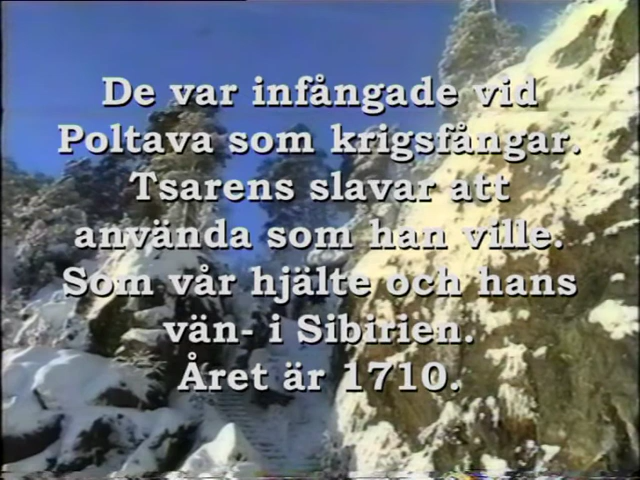 De var infångade vid
Poltava som krigsfångar.
Tsarens slavar att
använda som han ville.
Som vår hjälte och hans
vän- i Sibirien.
Året är 1710.